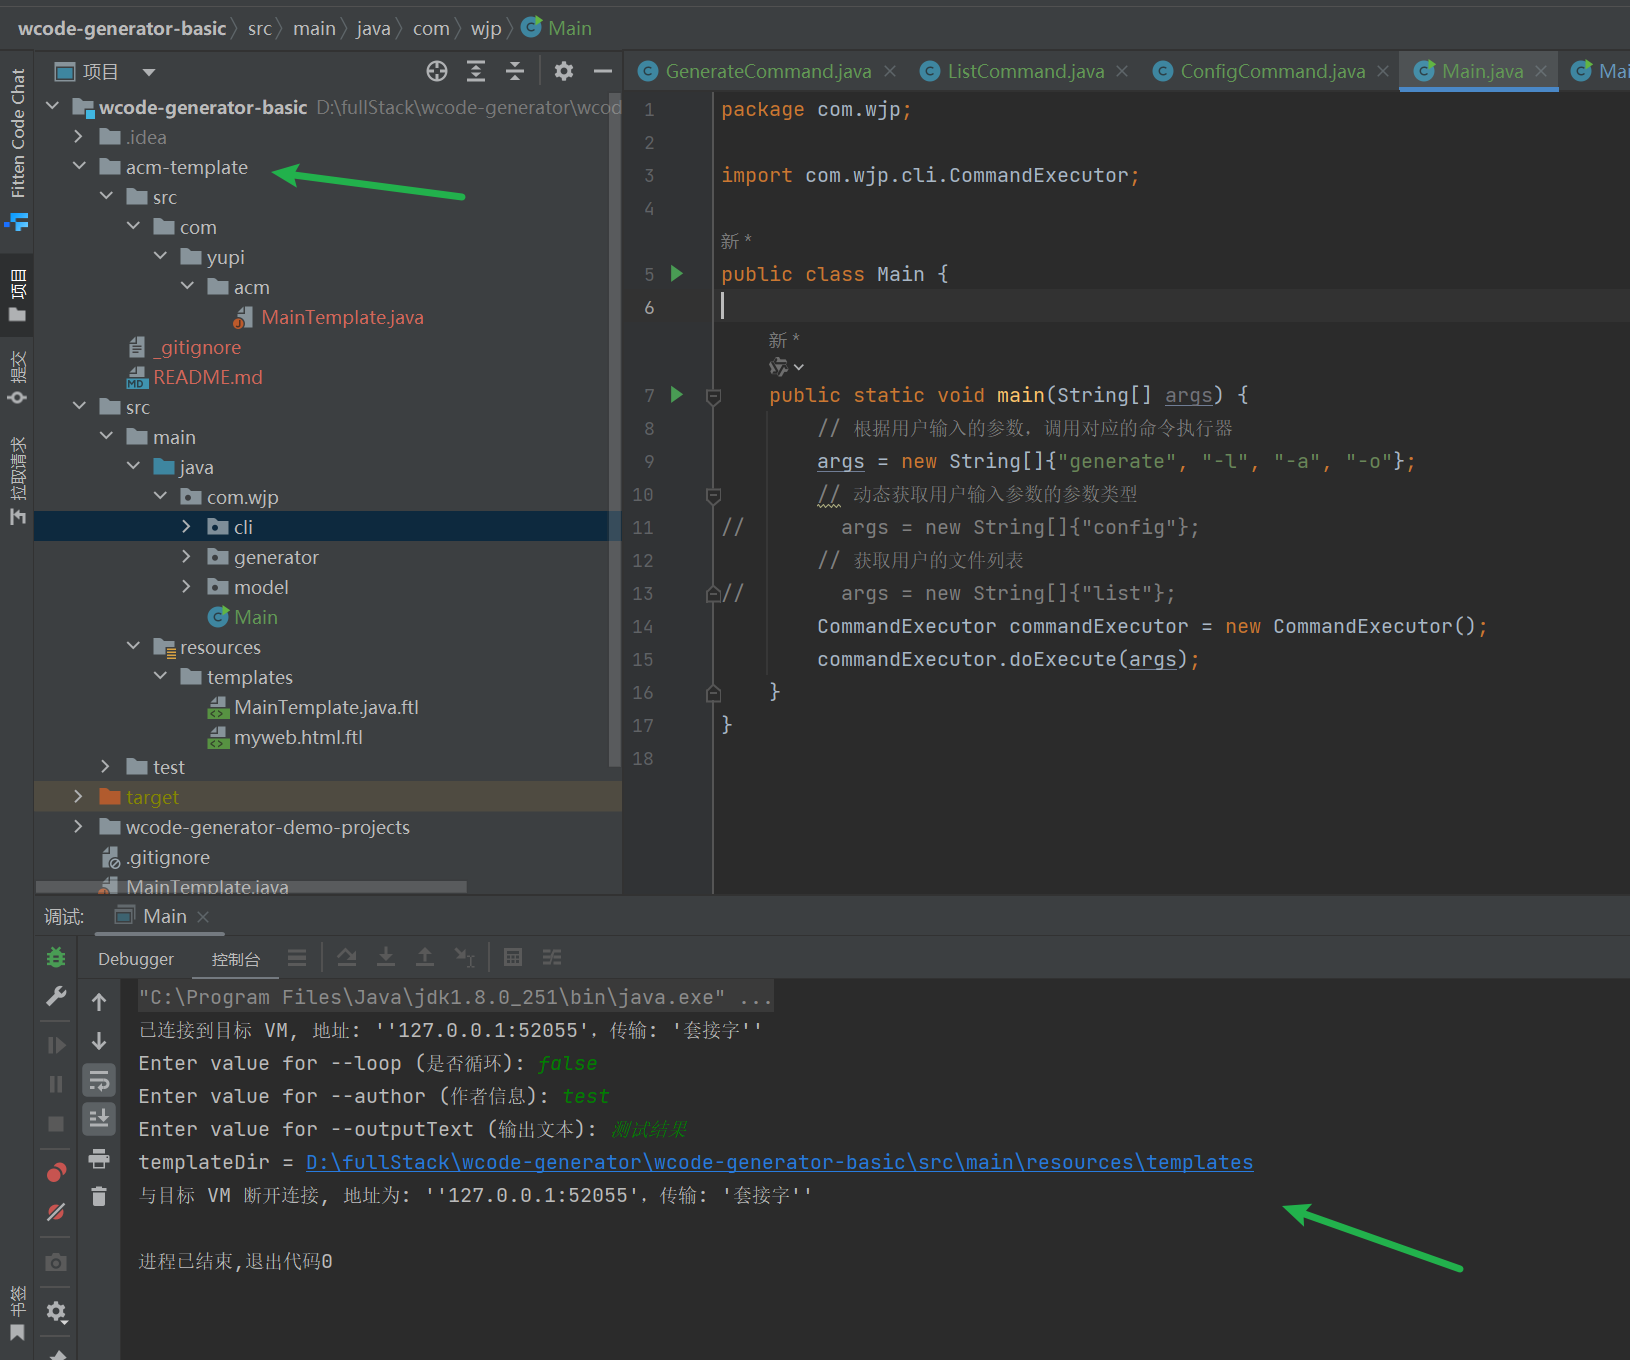 wcode-generator-basic src main java com wjp Main
项目
GenerateCommand.java ListCommand.java ConfigCommand.java Main.java Mai
Fitten Code Chat
项目
提交
拉取请求
书签
wcode-generator-basic D:\fullStack\wcode-generator\wcod
.idea
acm-template
src
com
yupi
acm
MainTemplate.java
_gitignore
README.md
src
main
java
com.wjp
cli
generator
model
Main
resources
templates
MainTemplate.java.ftl
myweb.html.ftl
test
target
wcode-generator-demo-projects
.gitignore
MainTemplate.java
1 package com.wjp;
2
3 import com.wjp.cli.CommandExecutor;
4
新 *
5 public class Main {
6
新 *
7 public static void main(String[] args) {
8 // 根据用户输入的参数，调用对应的命令执行器
9 args = new String[]{"generate", "-l", "-a", "-o"};
10 // 动态获取用户输入参数的参数类型
11 // args = new String[]{"config"};
12 // 获取用户的文件列表
13 // args = new String[]{"list"};
14 CommandExecutor commandExecutor = new CommandExecutor();
15 commandExecutor.doExecute(args);
16 }
17 }
18
调试: Main
Debugger 控制台
"C:\Program Files\Java\jdk1.8.0_251\bin\java.exe" ...
已连接到目标 VM, 地址: ''127.0.0.1:52055'，传输: '套接字''
Enter value for --loop (是否循环): false
Enter value for --author (作者信息): test
Enter value for --outputText (输出文本): 测试结果
templateDir = D:\fullStack\wcode-generator\wcode-generator-basic\src\main\resources\templates
与目标 VM 断开连接, 地址为: ''127.0.0.1:52055'，传输: '套接字''
进程已结束,退出代码0